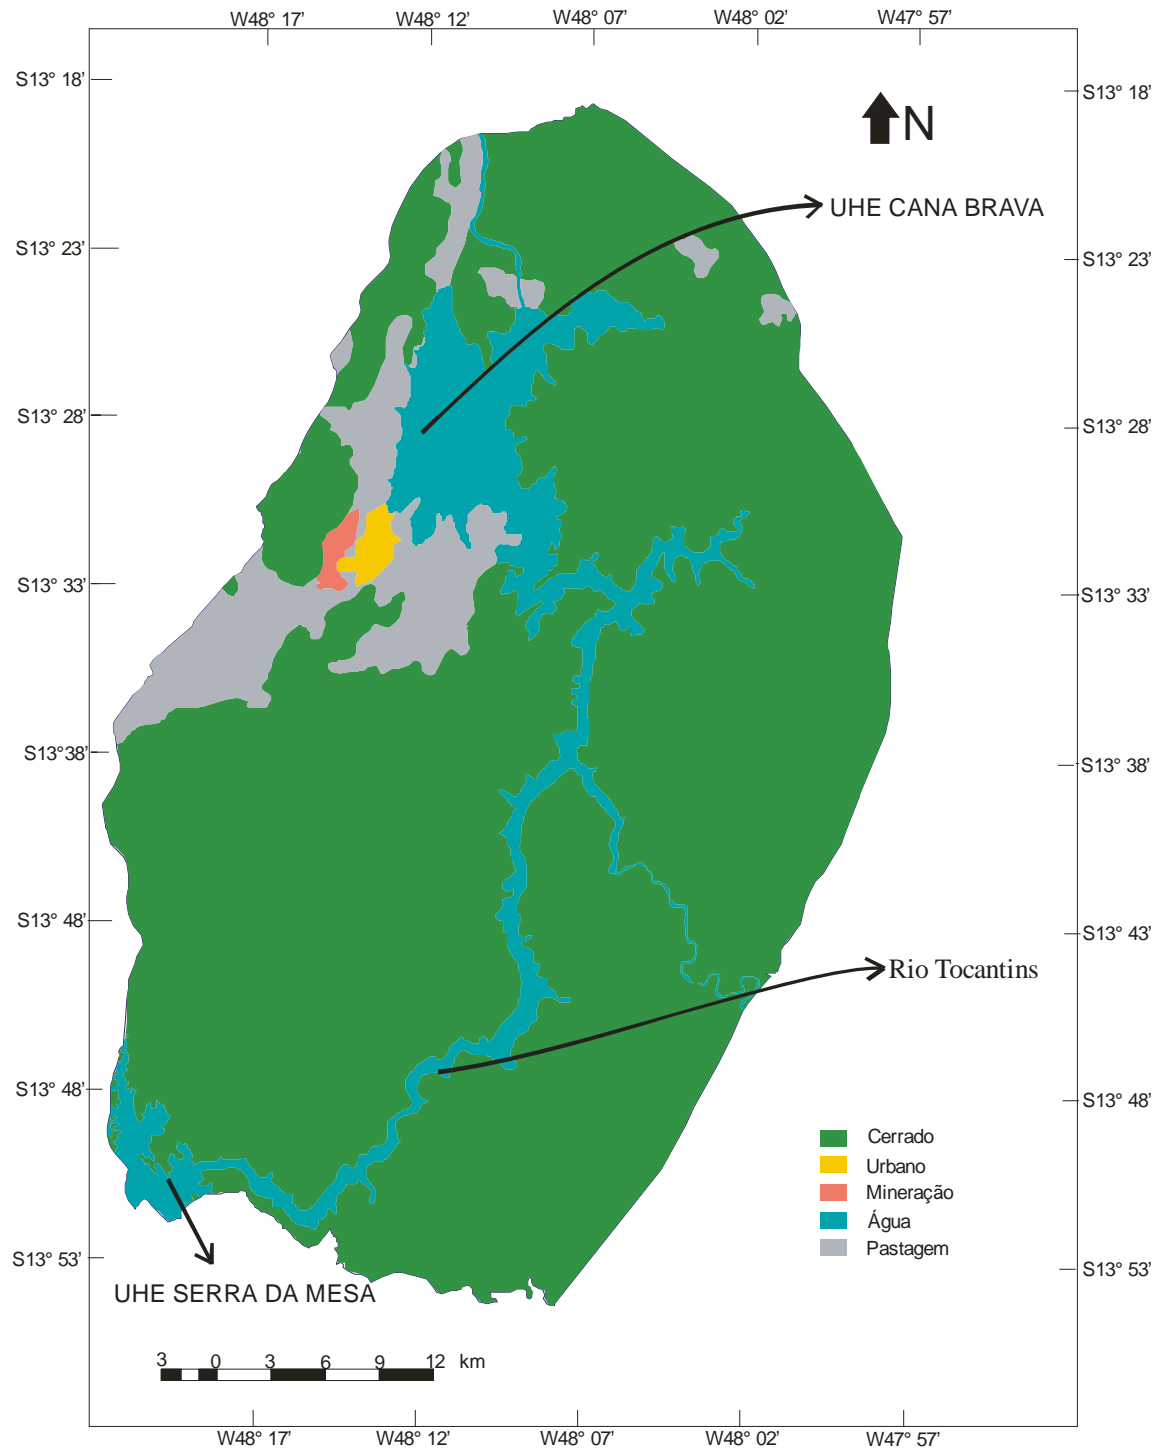 W48° 17' W48° 12' W48° 07' W48° 02' W47° 57'
S13° 18' S13° 18'
N
UHE CANA BRAVA
S13° 23' S13° 23'
S13° 28' S13° 28'
S13° 33' S13° 33'
S13° 38' S13° 38'
S13° 48' S13° 43'
Rio Tocantins
S13° 48' S13° 48'
Cerrado
Urbano
Mineração
Água
Pastagem
S13° 53' S13° 53'
UHE SERRA DA MESA
3 0 3 6 9 12 km
W48° 17' W48° 12' W48° 07' W48° 02' W47° 57'